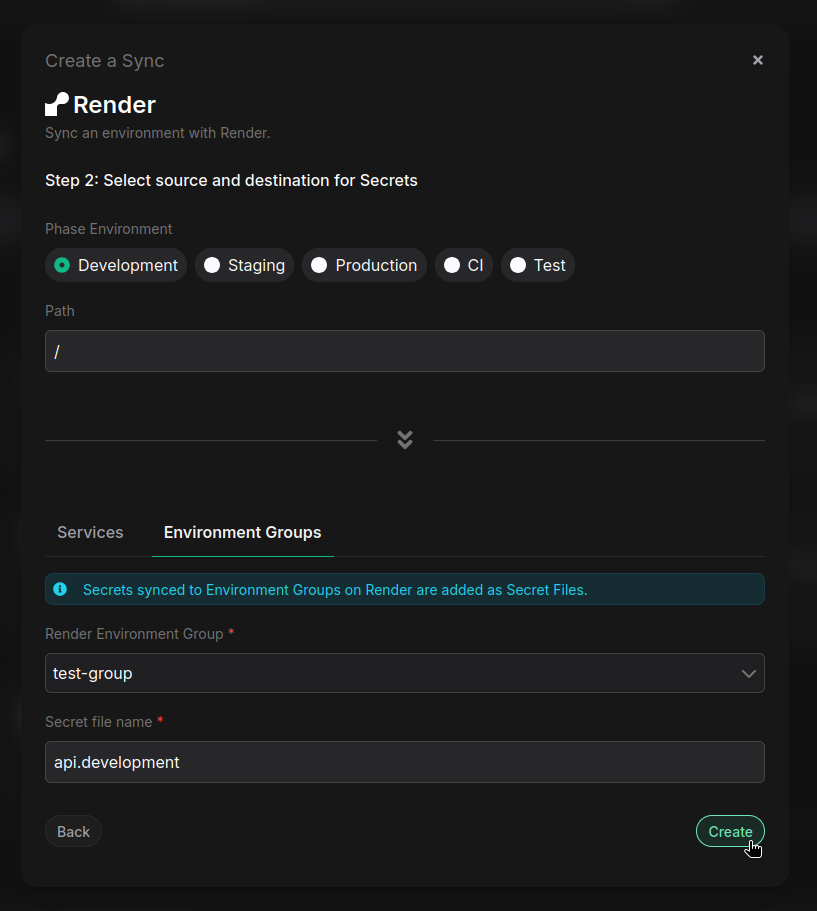 Create a Sync
Render
Sync an environment with Render.
Step 2: Select source and destination for Secrets
Phase Environment
Development Staging Production CI Test
Path
/
Services Environment Groups
Secrets synced to Environment Groups on Render are added as Secret Files.
Render Environment Group *
test-group
Secret file name *
api.development
Back Create